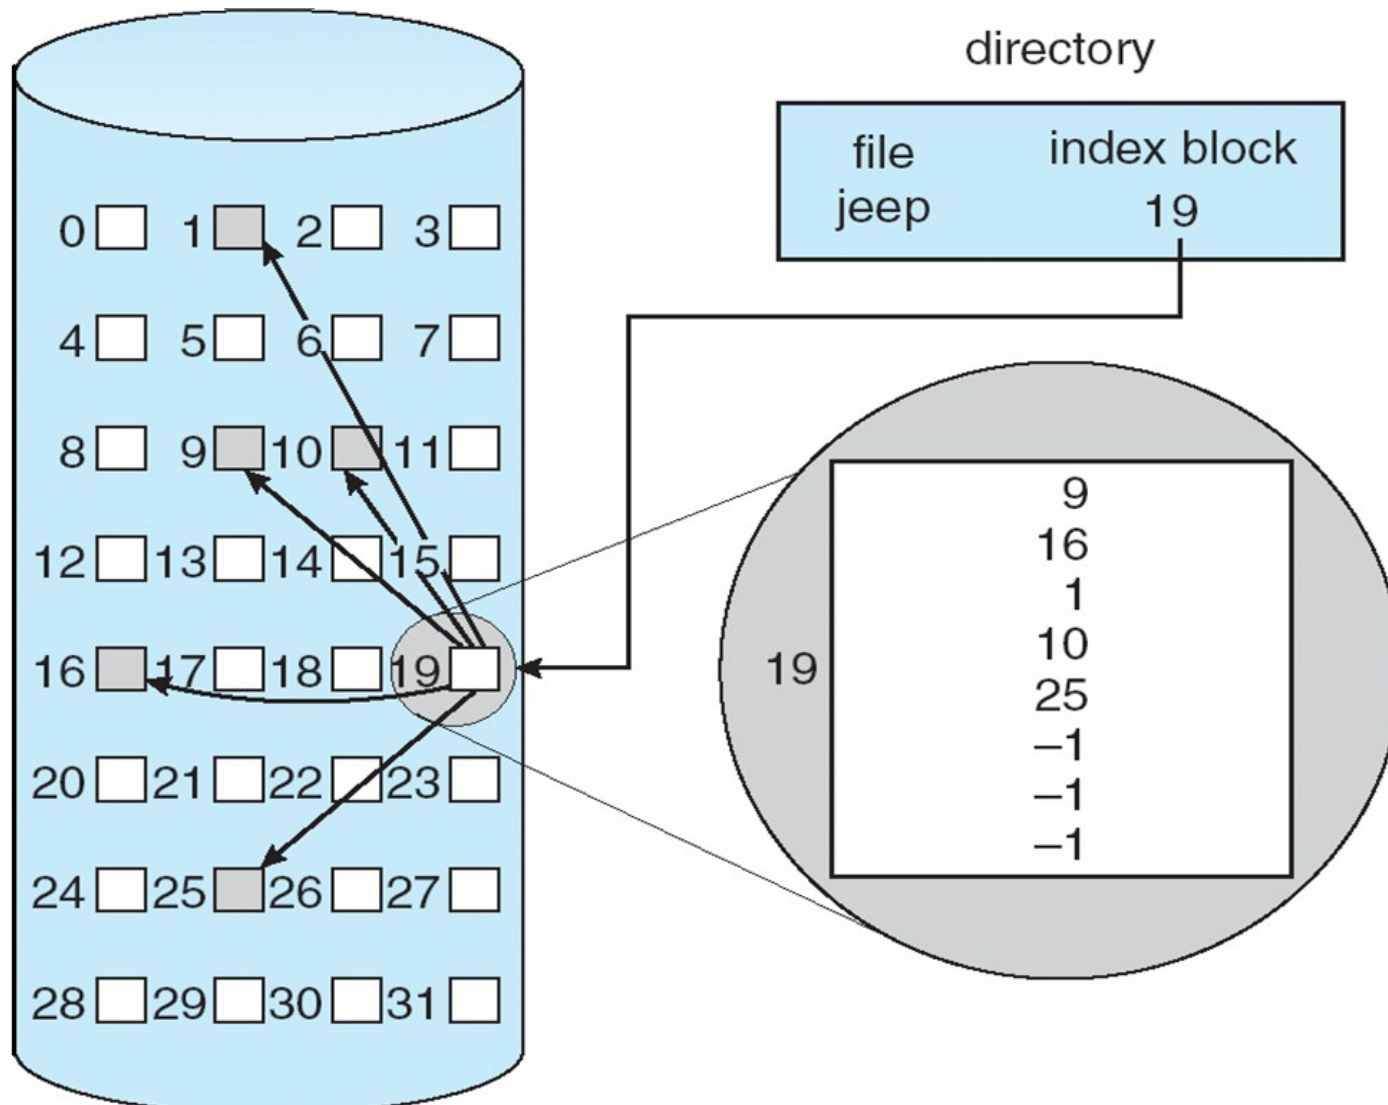 directory
file index block
jeep 19
0 1 2 3
4 5 6 7
8 9 10 11
12 13 14 15
16 17 18 19
20 21 22 23
24 25 26 27
28 29 30 31
19
9
16
1
10
25
–1
–1
–1